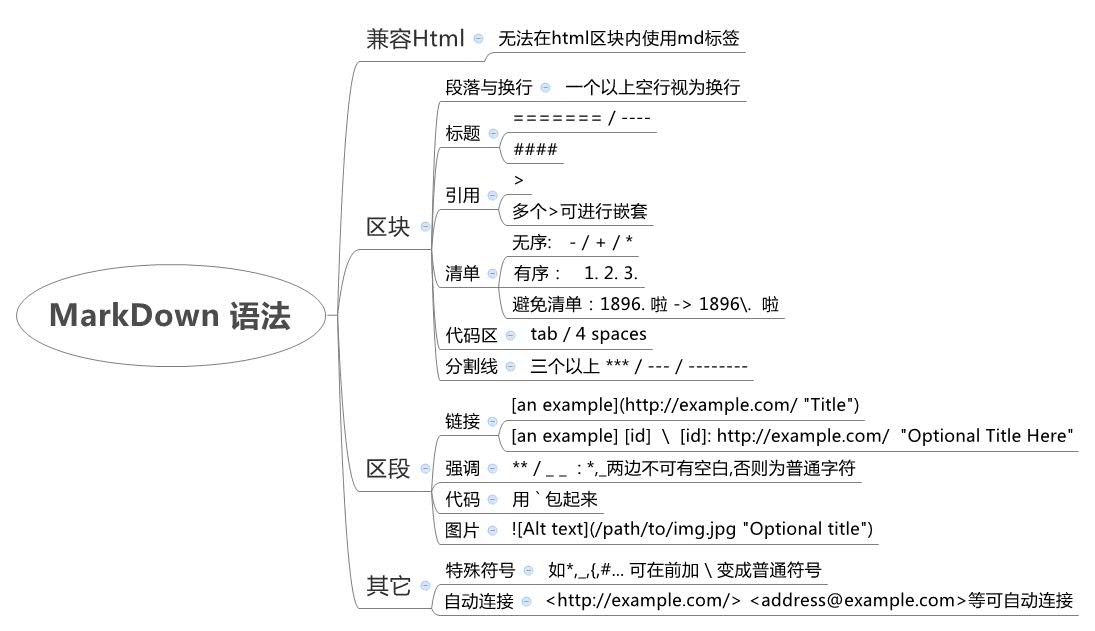 MarkDown 语法
兼容Html
无法在html区块内使用md标签
区块
段落与换行
一个以上空行视为换行
标题
======= / ----
####
引用
>
多个>可进行嵌套
清单
无序: - / + / *
有序： 1. 2. 3.
避免清单：1896. 啦 -> 1896\. 啦
代码区
tab / 4 spaces
分割线
三个以上 *** / --- / --------
区段
链接
[an example](http://example.com/ "Title")
[an example] [id] \ [id]: http://example.com/ "Optional Title Here"
强调
** / _ _ : *,_两边不可有空白,否则为普通字符
代码
用 ` 包起来
图片
![Alt text](/path/to/img.jpg "Optional title")
其它
特殊符号
如*,_,{,#... 可在前加 \ 变成普通符号
自动连接
<http://example.com/> <address@example.com>等可自动连接